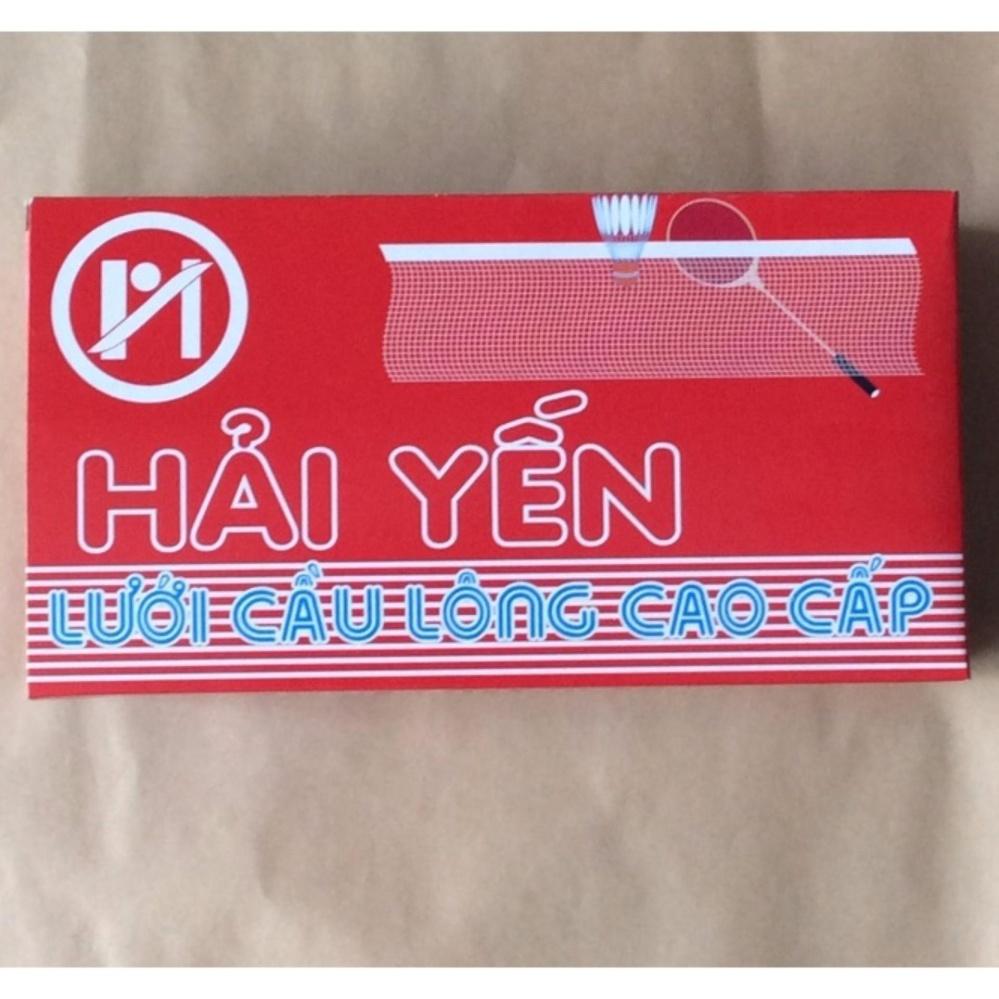 HẢI YẾN
LƯỚI CẦU LÔNG CAO CẤP